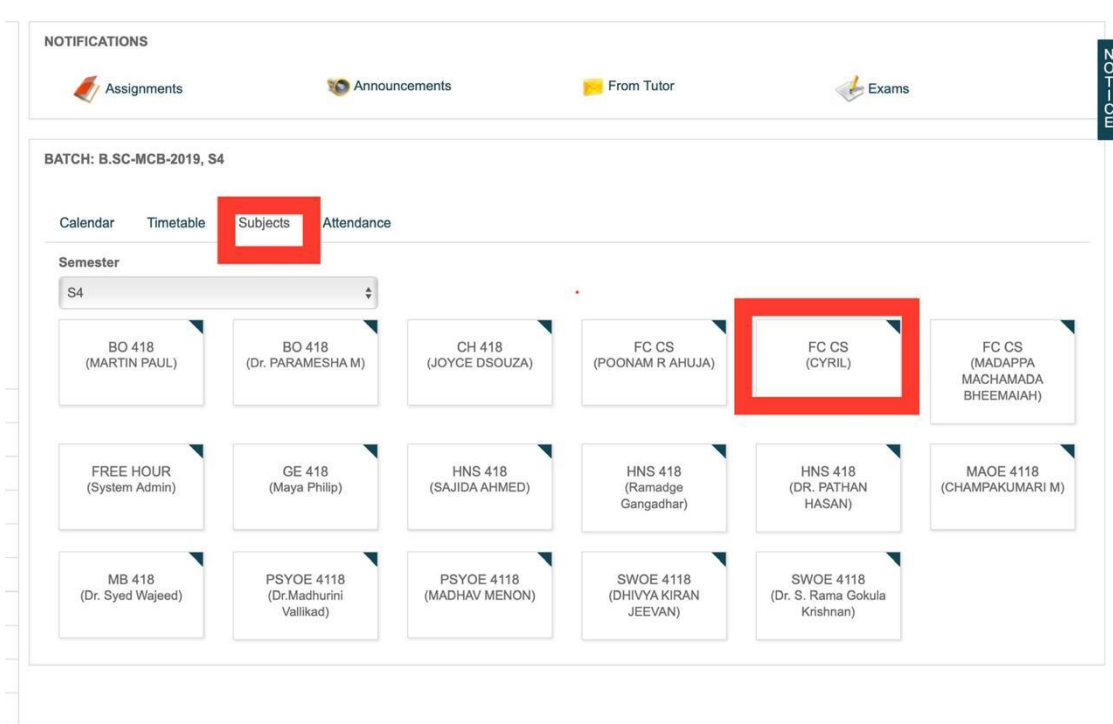 NOTIFICATIONS
Assignments
Announcements
From Tutor
Exams
NOTICE
BATCH: B.SC-MCB-2019, S4
Calendar
Timetable
Subjects
Attendance
Semester
S4
BO 418
(MARTIN PAUL)
BO 418
(Dr. PARAMESHA M)
CH 418
(JOYCE DSOUZA)
FC CS
(POONAM R AHUJA)
FC CS
(CYRIL)
FC CS
(MADAPPA
MACHAMADA
BHEEMAIAH)
FREE HOUR
(System Admin)
GE 418
(Maya Philip)
HNS 418
(SAJIDA AHMED)
HNS 418
(Ramadge
Gangadhar)
HNS 418
(DR. PATHAN
HASAN)
MAOE 4118
(CHAMPAKUMARI M)
MB 418
(Dr. Syed Wajeed)
PSYOE 4118
(Dr.Madhurini
Vallikad)
PSYOE 4118
(MADHAV MENON)
SWOE 4118
(DHIVYA KIRAN
JEEVAN)
SWOE 4118
(Dr. S. Rama Gokula
Krishnan)